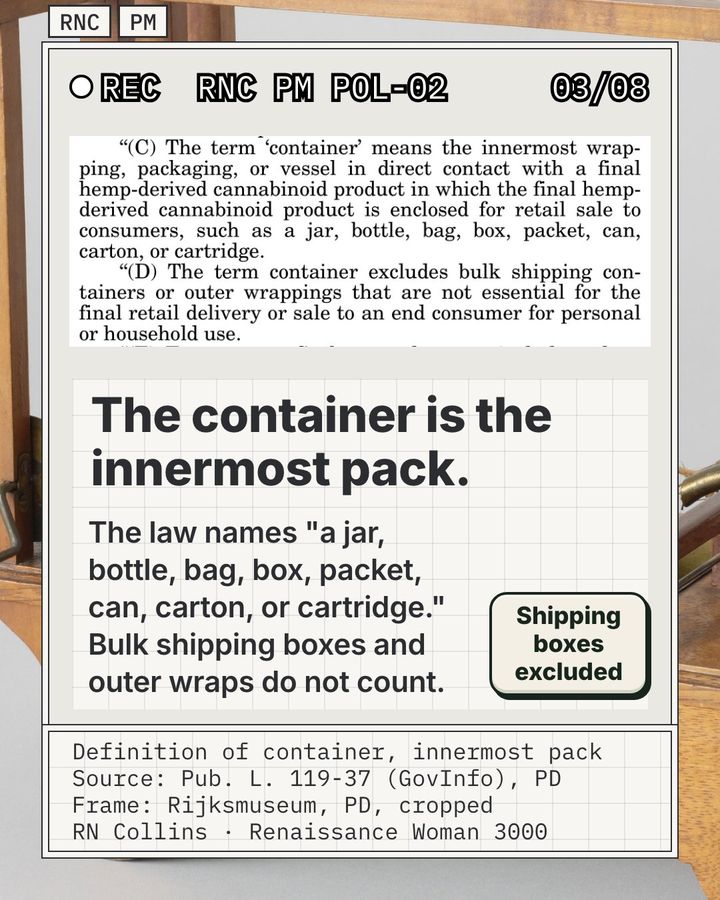 RNC PM
REC RNC PM POL-02 03/08
“(C) The term ‘container’ means the innermost wrap-
ping, packaging, or vessel in direct contact with a final
hemp-derived cannabinoid product in which the final hemp-
derived cannabinoid product is enclosed for retail sale to
consumers, such as a jar, bottle, bag, box, packet, can,
carton, or cartridge.
“(D) The term container excludes bulk shipping con-
tainers or outer wrappings that are not essential for the
final retail delivery or sale to an end consumer for personal
or household use.
The container is the
innermost pack.
The law names "a jar,
bottle, bag, box, packet,
can, carton, or cartridge."
Bulk shipping boxes and
outer wraps do not count.
Shipping
boxes
excluded
Definition of container, innermost pack
Source: Pub. L. 119-37 (GovInfo), PD
Frame: Rijksmuseum, PD, cropped
RN Collins · Renaissance Woman 3000